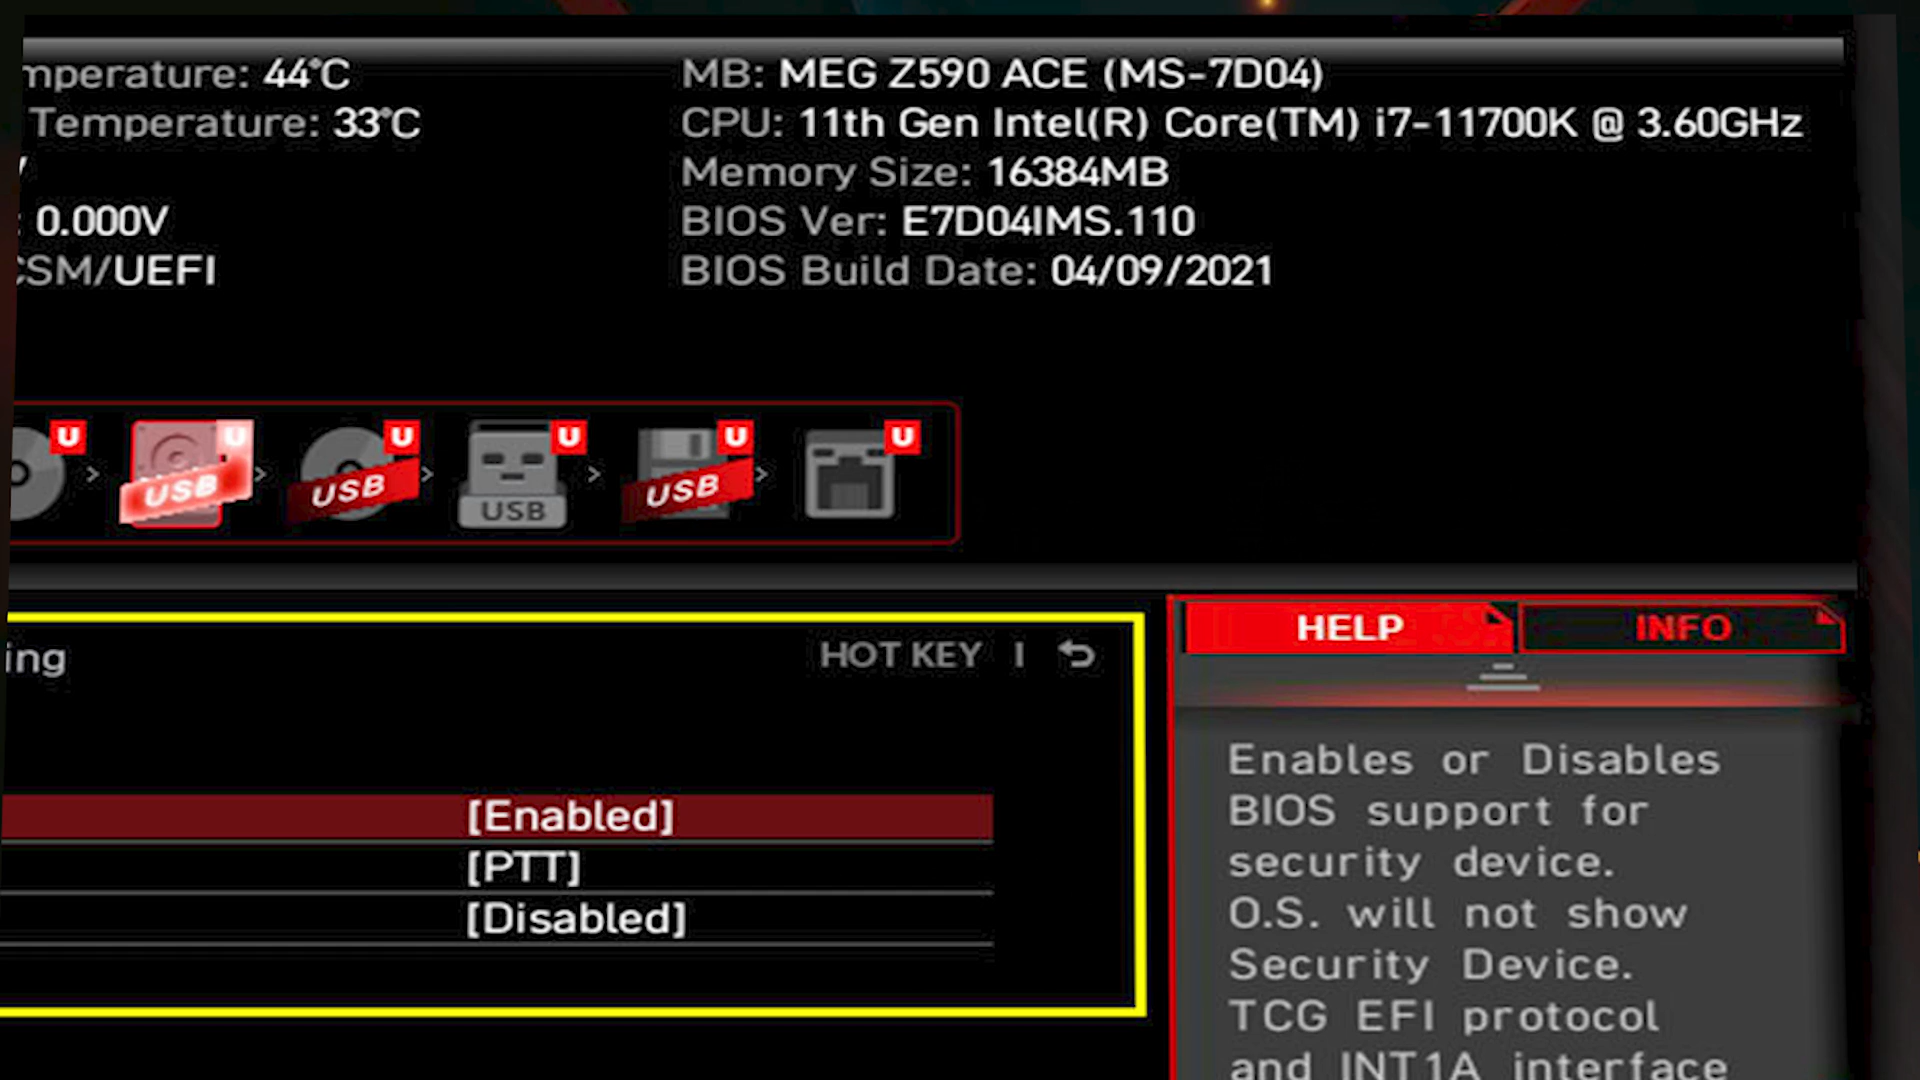 mperature: 44°C
Temperature: 33°C
: 0.000V
CSM/UEFI
MB: MEG Z590 ACE (MS-7D04)
CPU: 11th Gen Intel(R) Core(TM) i7-11700K @ 3.60GHz
Memory Size: 16384MB
BIOS Ver: E7D04IMS.110
BIOS Build Date: 04/09/2021
U U U U U U
USB USB USB USB
ing
HOT KEY |
[Enabled]
[PTT]
[Disabled]
HELP INFO
Enables or Disables
BIOS support for
security device.
O.S. will not show
Security Device.
TCG EFI protocol
and INT1A interface